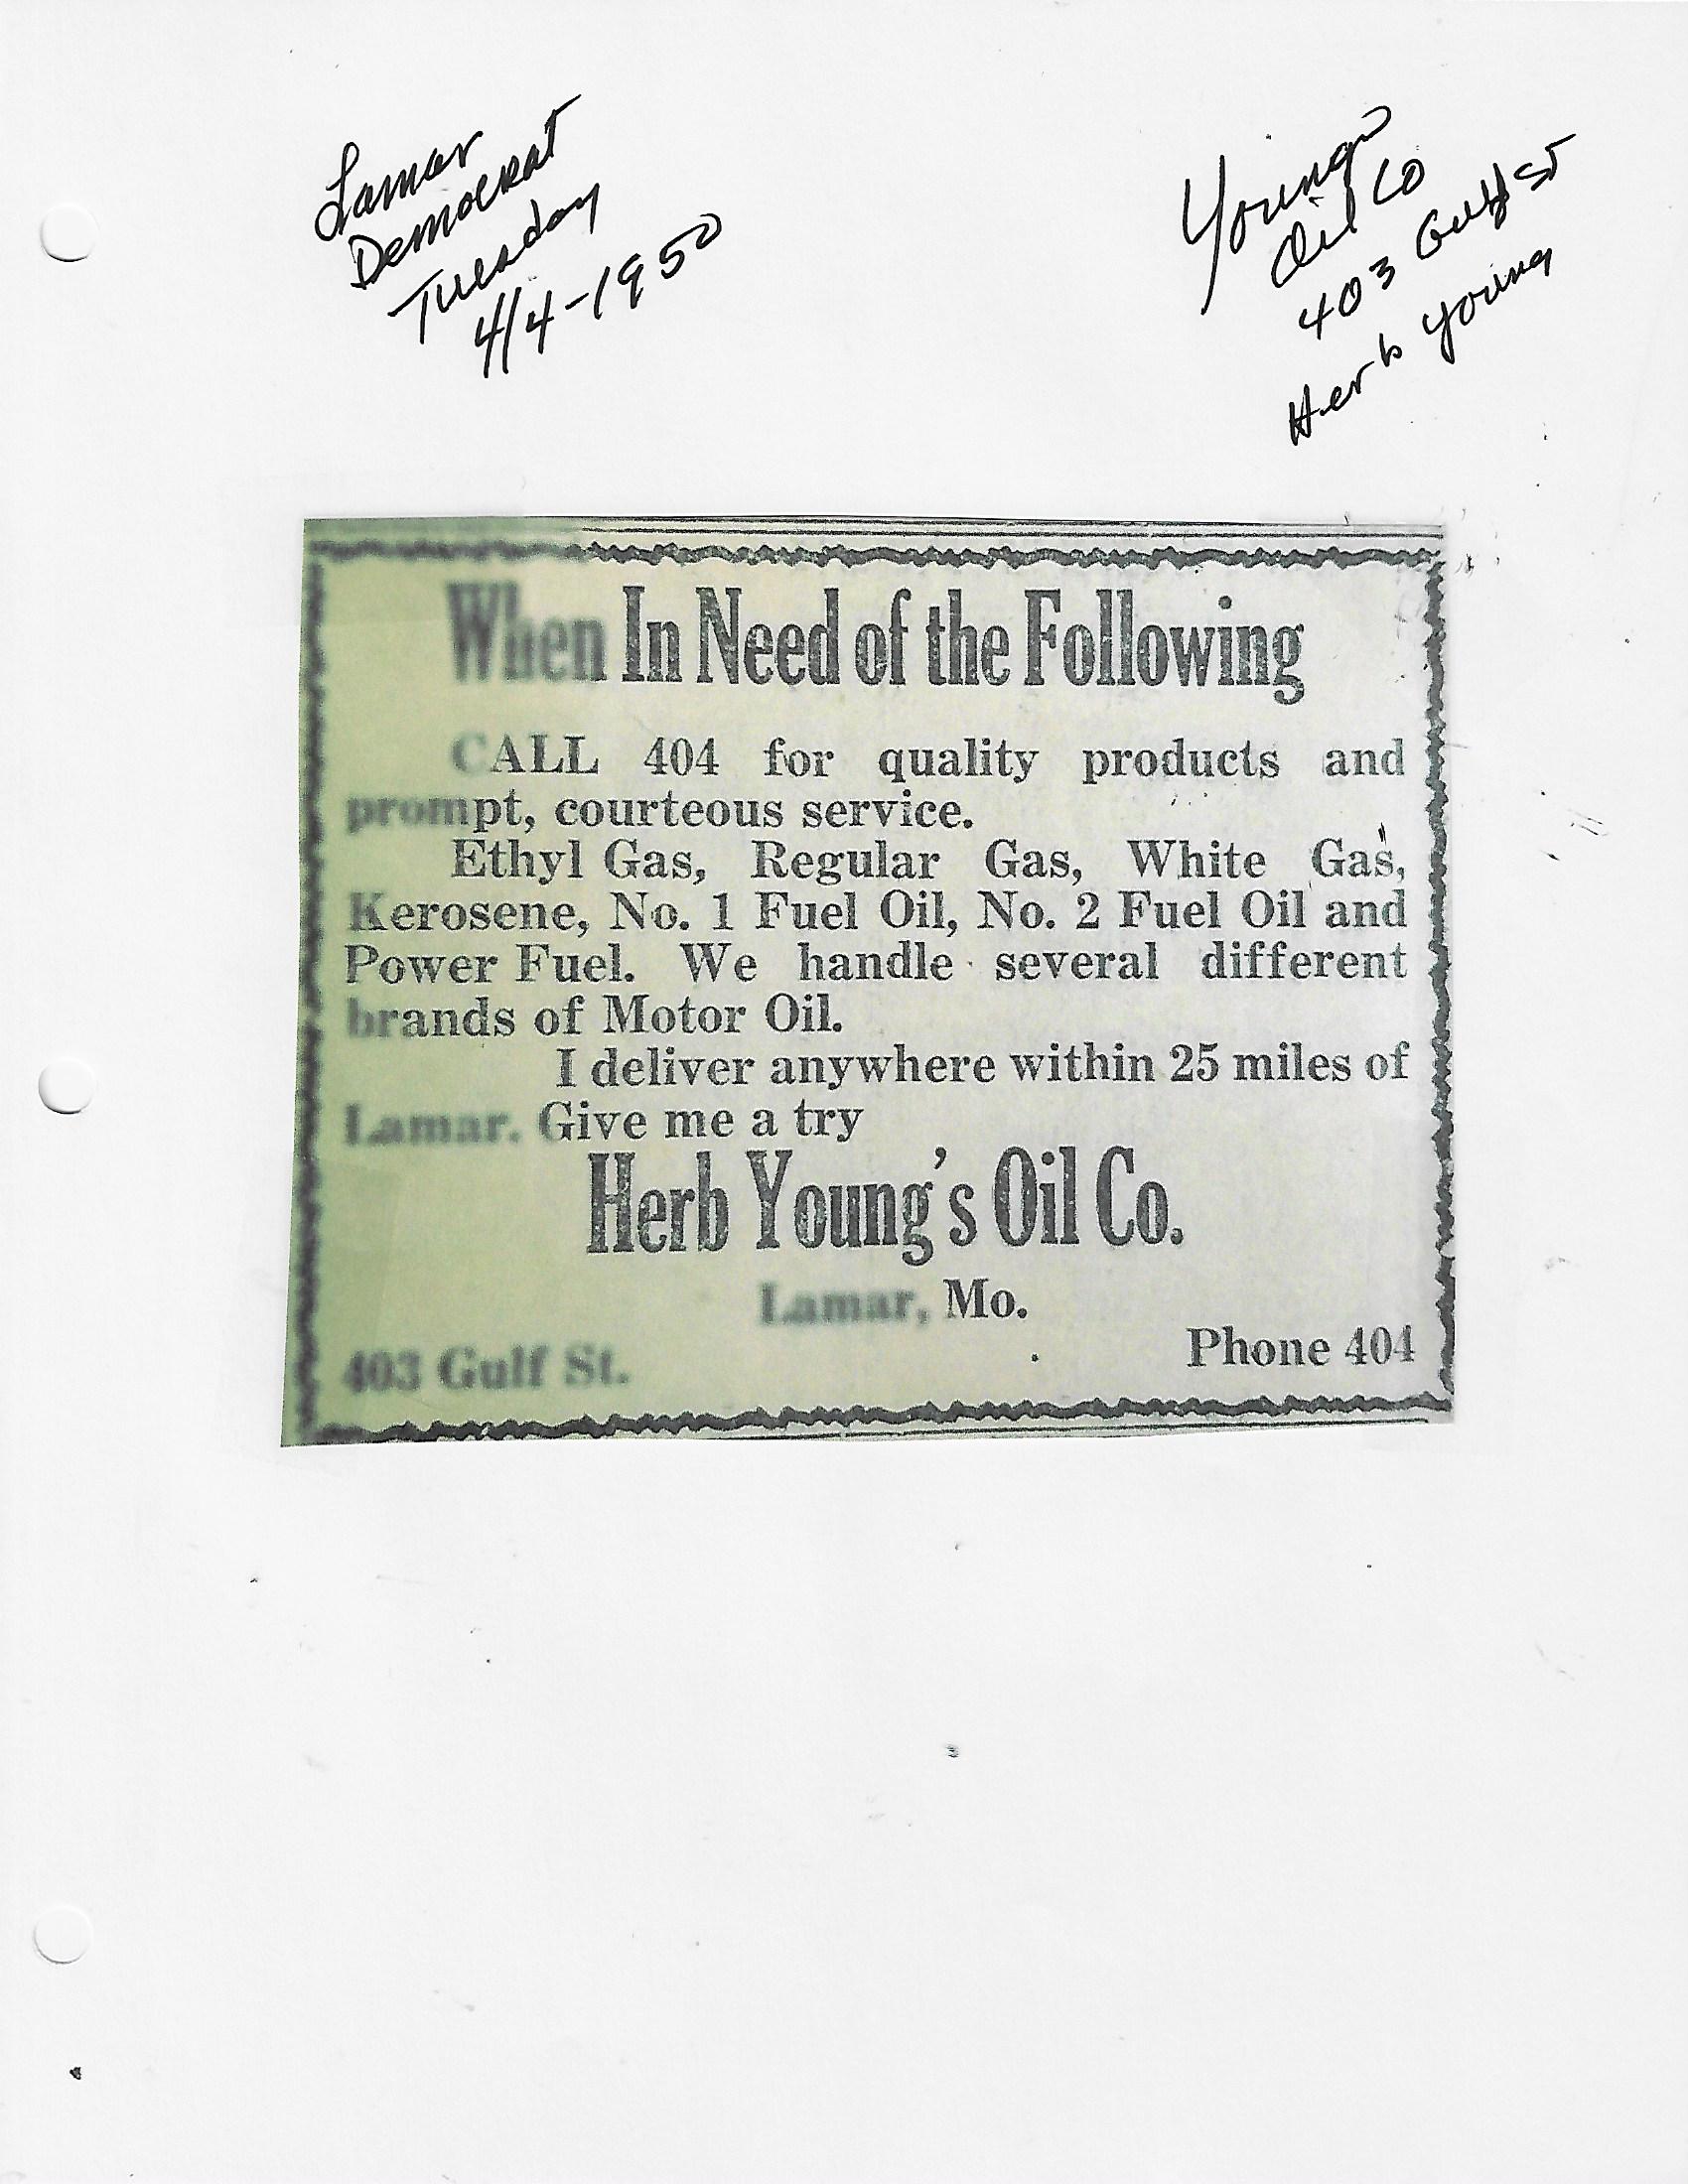 Lamar
Democrat
Tuesday
4/4-1950
Youngs
Oil Co
403 Gulf St
Herb Young
When In Need of the Following
CALL 404 for quality products and
prompt, courteous service.
Ethyl Gas, Regular Gas, White Gas,
Kerosene, No. 1 Fuel Oil, No. 2 Fuel Oil and
Power Fuel. We handle several different
brands of Motor Oil.
I deliver anywhere within 25 miles of
Lamar. Give me a try
Herb Young's Oil Co.
Lamar, Mo.
403 Gulf St.
Phone 404